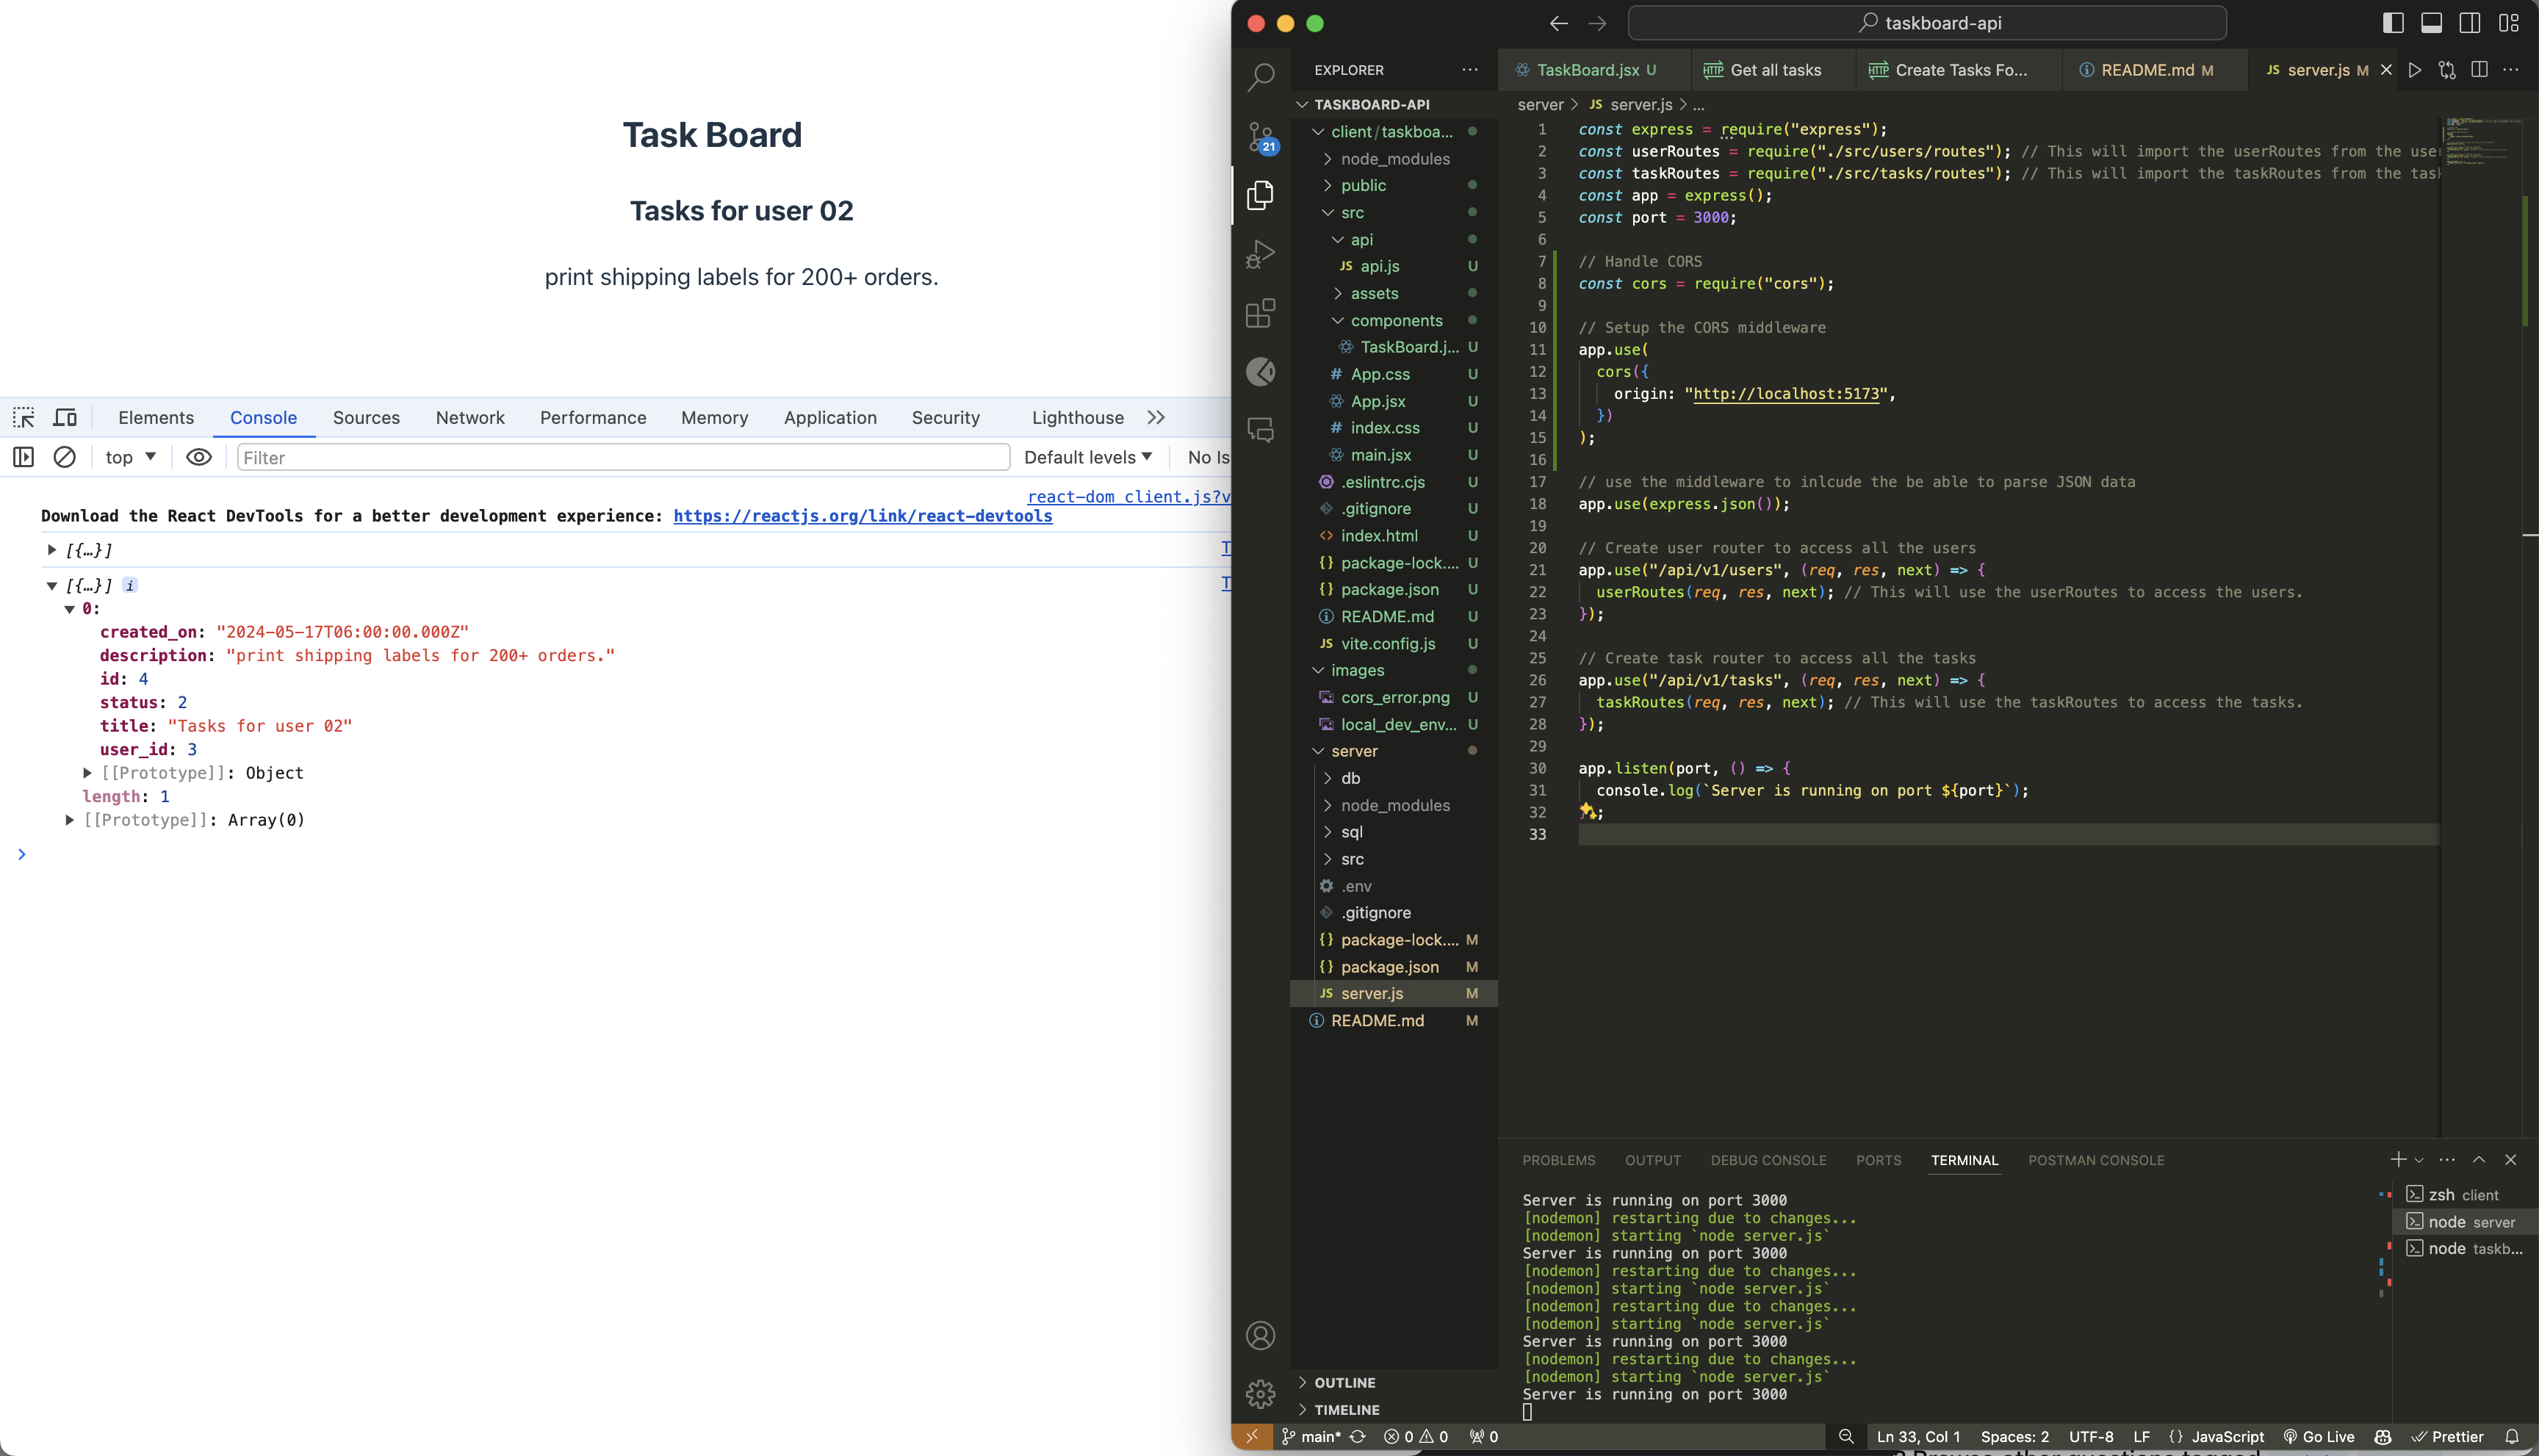 Task Board
Tasks for user 02
print shipping labels for 200+ orders.
Elements Console Sources Network Performance Memory Application Security Lighthouse
top Filter Default levels No Is
react-dom_client.js?v
Download the React DevTools for a better development experience: https://reactjs.org/link/react-devtools
[{…}] T
[{…}] i T
0:
created_on: "2024-05-17T06:00:00.000Z"
description: "print shipping labels for 200+ orders."
id: 4
status: 2
title: "Tasks for user 02"
user_id: 3
[[Prototype]]: Object
length: 1
[[Prototype]]: Array(0)
taskboard-api
21
EXPLORER
TASKBOARD-API
client/taskboa...
node_modules
public
src
api
JS api.js U
assets
components
TaskBoard.j... U
# App.css U
App.jsx U
# index.css U
main.jsx U
.eslintrc.cjs U
.gitignore U
<> index.html U
{} package-lock.... U
{} package.json U
README.md U
JS vite.config.js U
images
cors_error.png U
local_dev_env... U
server
db
node_modules
sql
src
.env
.gitignore
{} package-lock.... M
{} package.json M
JS server.js M
README.md M
OUTLINE
TIMELINE
TaskBoard.jsx U HTTP Get all tasks HTTP Create Tasks Fo... README.md M JS server.js M
server > JS server.js > ...
1 const express = require("express");
2 const userRoutes = require("./src/users/routes"); // This will import the userRoutes from the use
3 const taskRoutes = require("./src/tasks/routes"); // This will import the taskRoutes from the task
4 const app = express();
5 const port = 3000;
6
7 // Handle CORS
8 const cors = require("cors");
9
10 // Setup the CORS middleware
11 app.use(
12 cors({
13 origin: "http://localhost:5173",
14 })
15 );
16
17 // use the middleware to inlcude the be able to parse JSON data
18 app.use(express.json());
19
20 // Create user router to access all the users
21 app.use("/api/v1/users", (req, res, next) => {
22 userRoutes(req, res, next); // This will use the userRoutes to access the users.
23 });
24
25 // Create task router to access all the tasks
26 app.use("/api/v1/tasks", (req, res, next) => {
27 taskRoutes(req, res, next); // This will use the taskRoutes to access the tasks.
28 });
29
30 app.listen(port, () => {
31 console.log(`Server is running on port ${port}`);
32 });
33
PROBLEMS OUTPUT DEBUG CONSOLE PORTS TERMINAL POSTMAN CONSOLE
Server is running on port 3000
[nodemon] restarting due to changes...
[nodemon] starting `node server.js`
Server is running on port 3000
[nodemon] restarting due to changes...
[nodemon] starting `node server.js`
[nodemon] restarting due to changes...
[nodemon] starting `node server.js`
Server is running on port 3000
[nodemon] restarting due to changes...
[nodemon] starting `node server.js`
Server is running on port 3000
zsh client
node server
node taskb...
main* 0 0 0 Ln 33, Col 1 Spaces: 2 UTF-8 LF {} JavaScript Go Live Prettier